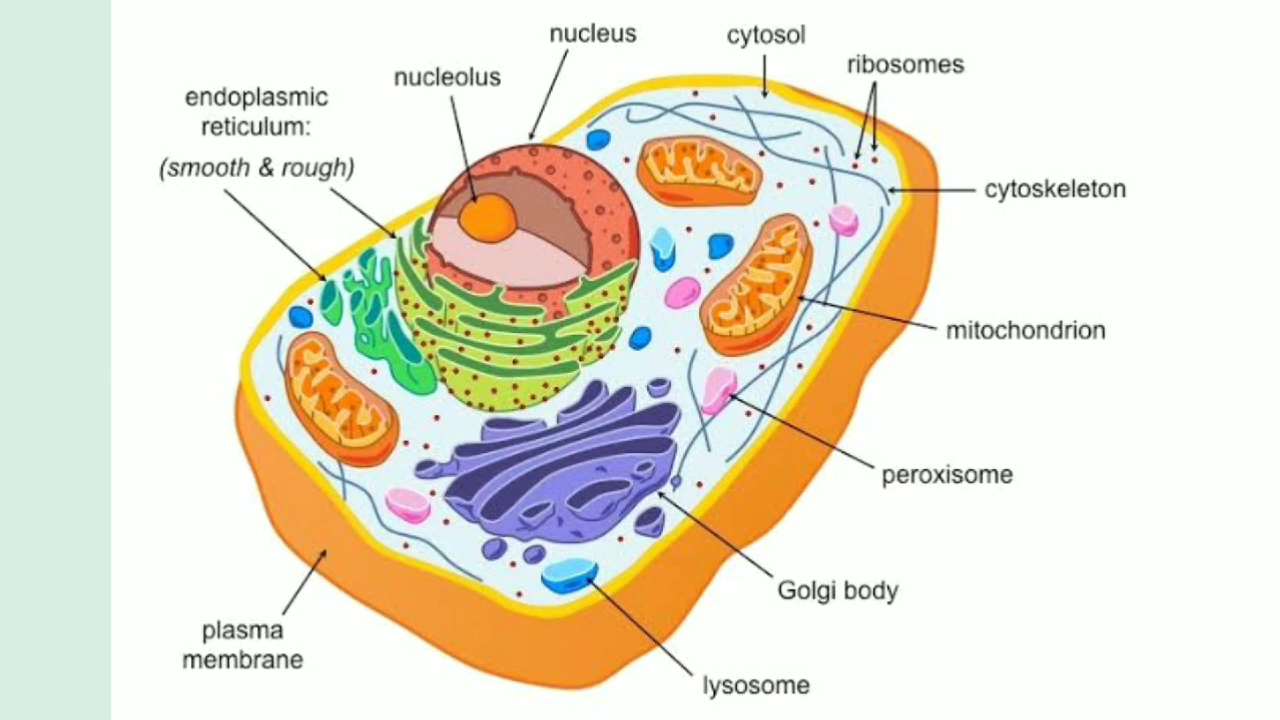 nucleus
cytosol
ribosomes
nucleolus
endoplasmic
reticulum:
(smooth & rough)
cytoskeleton
mitochondrion
peroxisome
Golgi body
plasma
membrane
lysosome